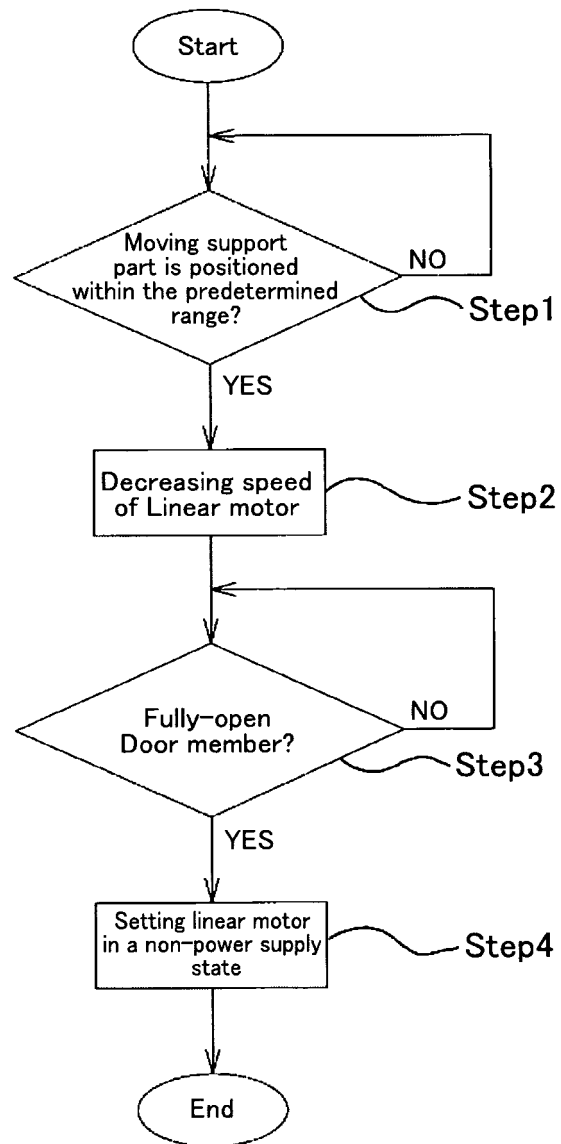 Start
Moving support
part is positioned
within the predetermined
range?
NO
Step1
YES
Decreasing speed
of Linear motor
Step2
Fully-open
Door member?
NO
Step3
YES
Setting linear motor
in a non-power supply
state
Step4
End